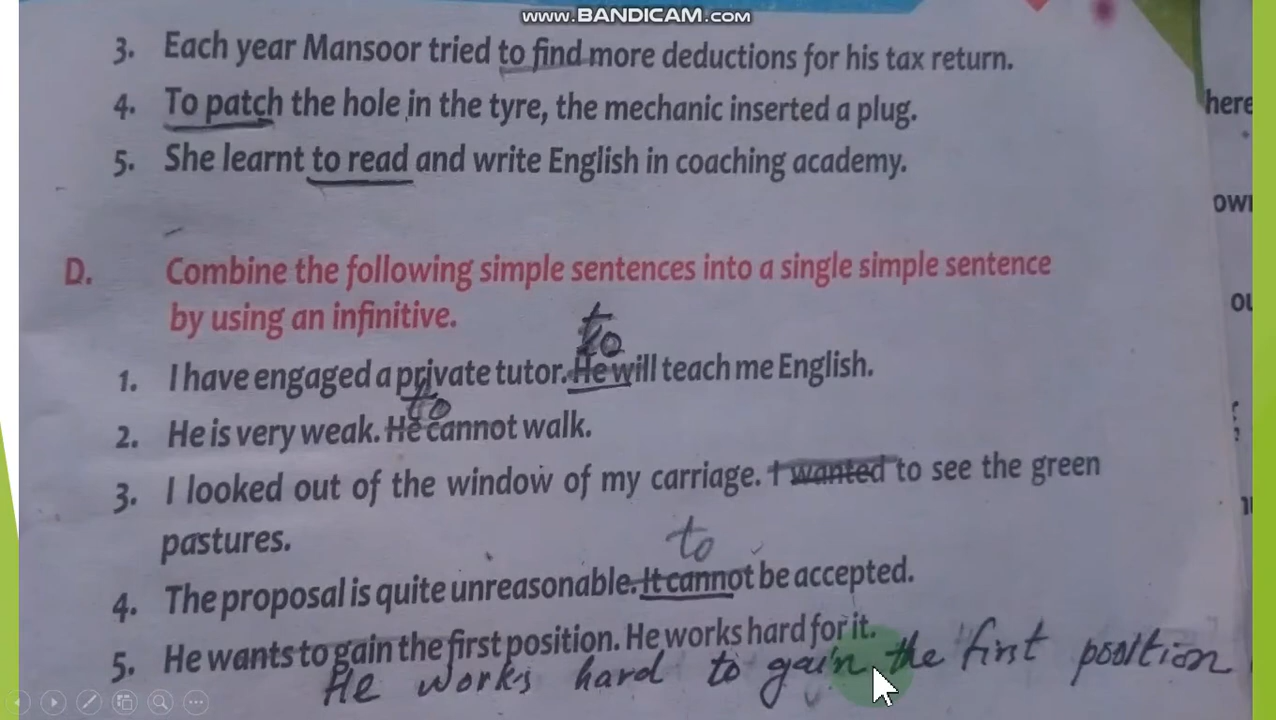 www.BANDICAM.com
3. Each year Mansoor tried to find more deductions for his tax return.
4. To patch the hole in the tyre, the mechanic inserted a plug.
here
5. She learnt to read and write English in coaching academy.
own
D. Combine the following simple sentences into a single simple sentence
by using an infinitive.
to
1. I have engaged a private tutor. He will teach me English.
to
2. He is very weak. He cannot walk.
3. I looked out of the window of my carriage. I wanted to see the green
pastures.
to
4. The proposal is quite unreasonable. It cannot be accepted.
5. He wants to gain the first position. He works hard for it.
He works hard to gain the first position